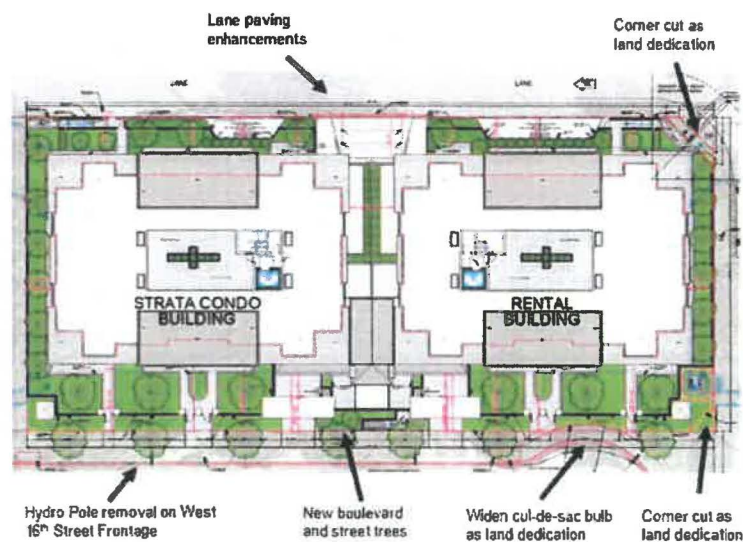 Lane paving
enhancements
Corner cut as
land dedication
LANE
LANE
STRATA CONDO
BUILDING
RENTAL
BUILDING
Hydro Pole removal on West
16th Street Frontage
New boulevard
and street trees
Widen cul-de-sac bulb
as land dedication
Corner cut as
land dedication